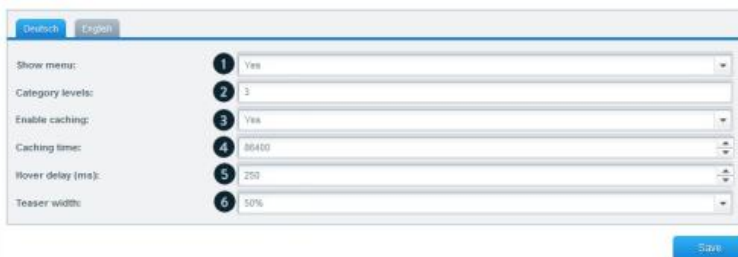 Deutsch English
Show menu: 1 Yes
Category levels: 2 3
Enable caching: 3 Yes
Caching time: 4 86400
Hover delay (ms): 5 250
Teaser width: 6 50%
Save